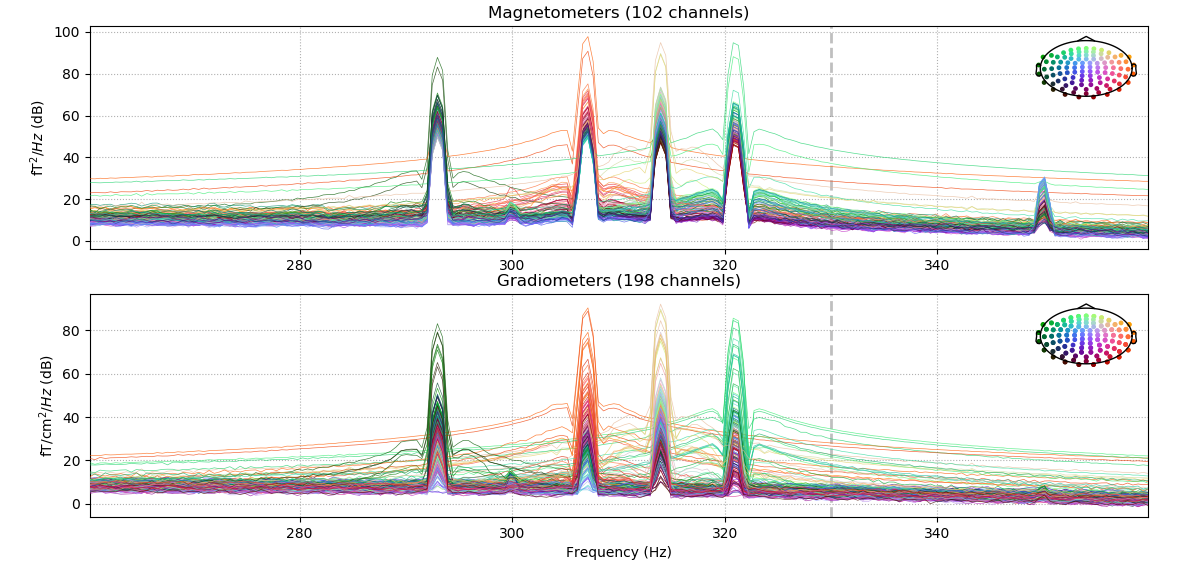 Magnetometers (102 channels)
fT²/Hz (dB)
100
80
60
40
20
0
280 300 320 340
Gradiometers (198 channels)
fT/cm²/Hz (dB)
80
60
40
20
0
280 300 320 340
Frequency (Hz)